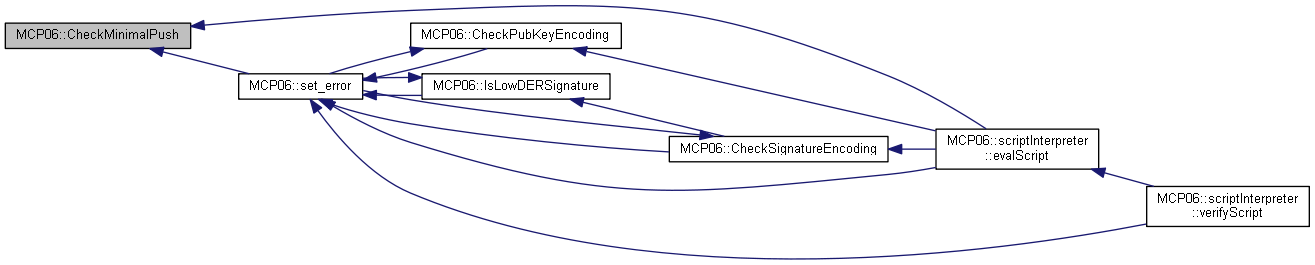 MCP06::CheckMinimalPush
MCP06::CheckPubKeyEncoding
MCP06::set_error
MCP06::IsLowDERSignature
MCP06::CheckSignatureEncoding
MCP06::scriptInterpreter
::evalScript
MCP06::scriptInterpreter
::verifyScript